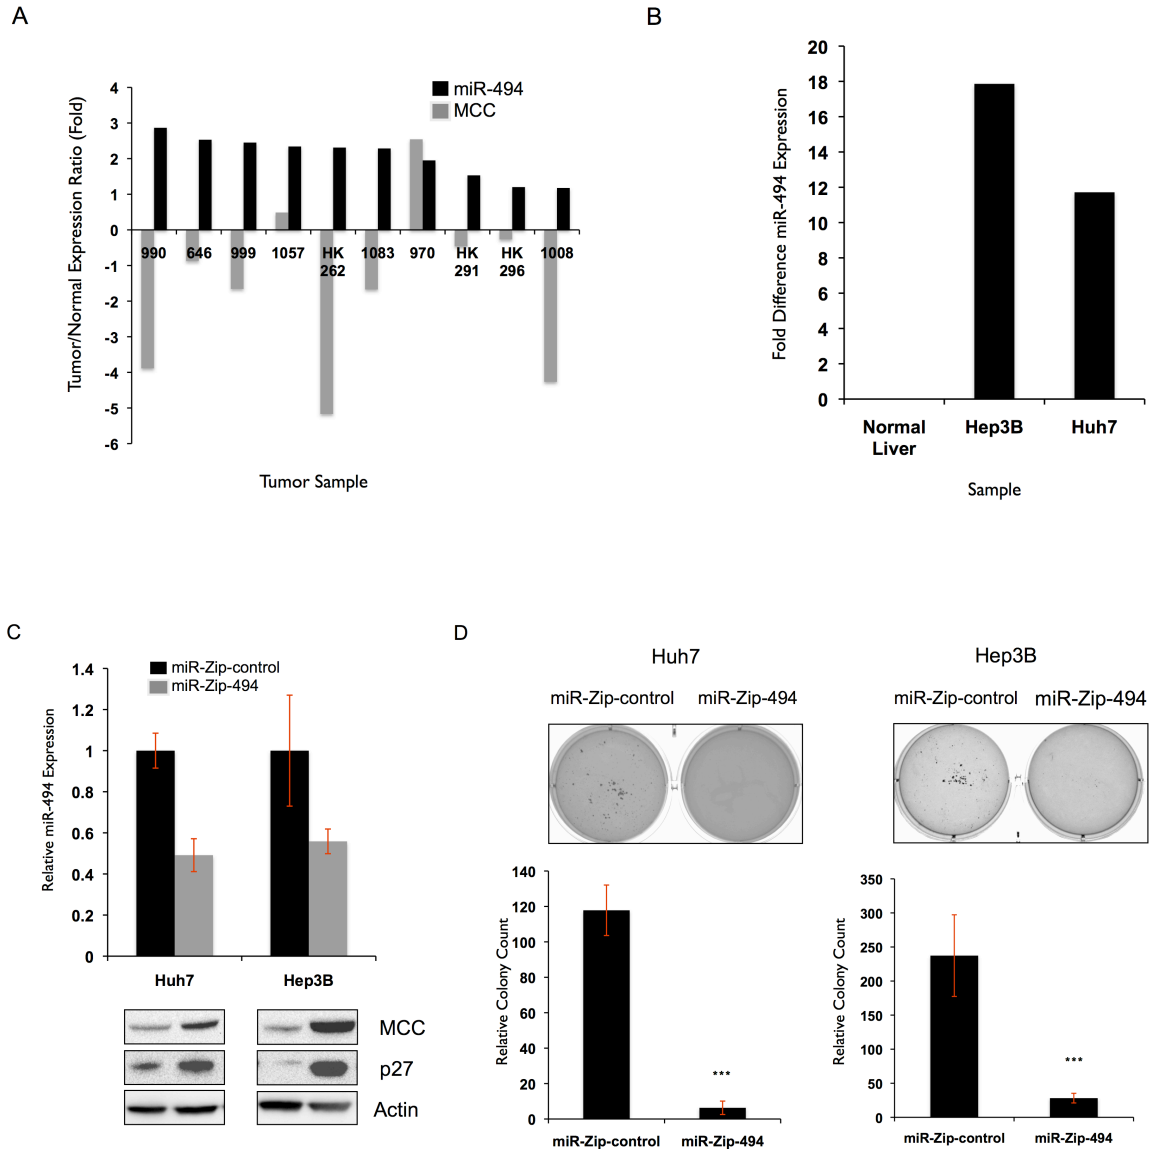 A
miR-494
MCC
Tumor/Normal Expression Ratio (Fold)
4
3
2
1
0
-1
-2
-3
-4
-5
-6
990 646 999 1057 HK 1083 970 HK HK 1008
262 291 296
Tumor Sample
B
Fold Difference miR-494 Expression
20
18
16
14
12
10
8
6
4
2
0
Normal Hep3B Huh7
Liver
Sample
C
miR-Zip-control
miR-Zip-494
Relative miR-494 Expression
1.4
1.2
1
0.8
0.6
0.4
0.2
0
Huh7 Hep3B
MCC
p27
Actin
D
Huh7
miR-Zip-control miR-Zip-494
Relative Colony Count
140
120
100
80
60
40
20
0
***
miR-Zip-control miR-Zip-494
Hep3B
miR-Zip-control miR-Zip-494
Relative Colony Count
350
300
250
200
150
100
50
0
***
miR-Zip-control miR-Zip-494